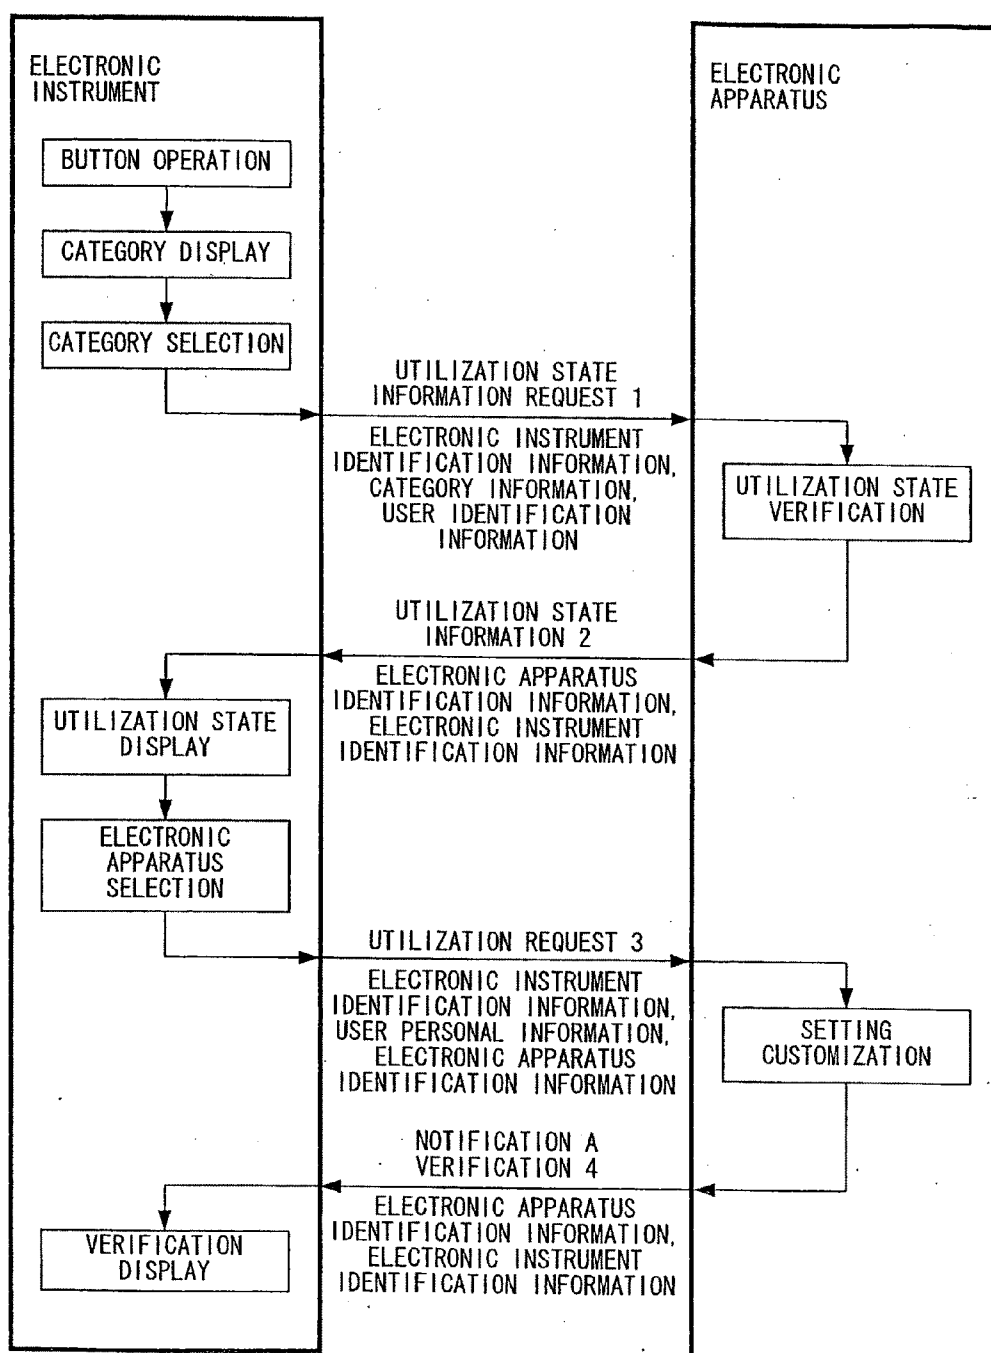 ELECTRONIC
INSTRUMENT
ELECTRONIC
APPARATUS
BUTTON OPERATION
CATEGORY DISPLAY
CATEGORY SELECTION
UTILIZATION STATE
INFORMATION REQUEST 1
ELECTRONIC INSTRUMENT
IDENTIFICATION INFORMATION,
CATEGORY INFORMATION,
USER IDENTIFICATION
INFORMATION
UTILIZATION STATE
VERIFICATION
UTILIZATION STATE
INFORMATION 2
ELECTRONIC APPARATUS
IDENTIFICATION INFORMATION,
ELECTRONIC INSTRUMENT
IDENTIFICATION INFORMATION
UTILIZATION STATE
DISPLAY
ELECTRONIC
APPARATUS
SELECTION
UTILIZATION REQUEST 3
ELECTRONIC INSTRUMENT
IDENTIFICATION INFORMATION,
USER PERSONAL INFORMATION,
ELECTRONIC APPARATUS
IDENTIFICATION INFORMATION
SETTING
CUSTOMIZATION
NOTIFICATION A
VERIFICATION 4
ELECTRONIC APPARATUS
IDENTIFICATION INFORMATION,
ELECTRONIC INSTRUMENT
IDENTIFICATION INFORMATION
VERIFICATION
DISPLAY